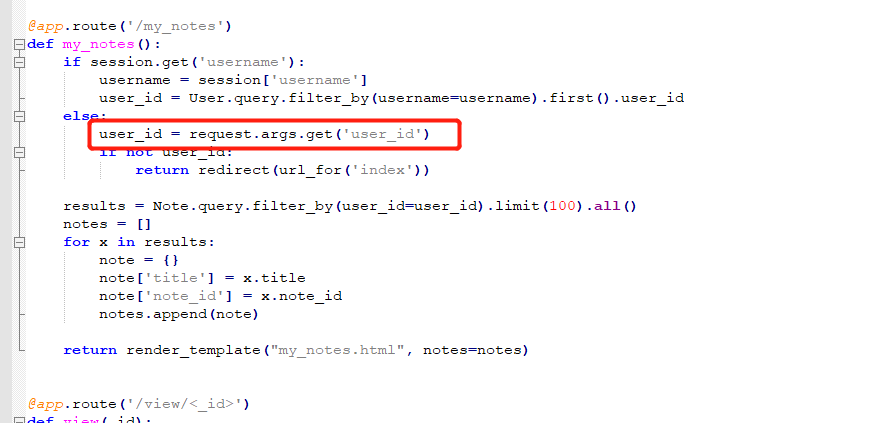 @app.route('/my_notes')
def my_notes():
    if session.get('username'):
        username = session['username']
        user_id = User.query.filter_by(username=username).first().user_id
    else:
        user_id = request.args.get('user_id')
        if not user_id:
            return redirect(url_for('index'))
    results = Note.query.filter_by(user_id=user_id).limit(100).all()
    notes = []
    for x in results:
        note = {}
        note['title'] = x.title
        note['note_id'] = x.note_id
        notes.append(note)
    return render_template("my_notes.html", notes=notes)
@app.route('/view/<_id>')
def view(_id):